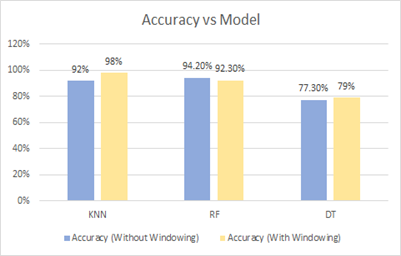 Accuracy vs Model
120%
100%
80%
60%
40%
20%
0%
92% 98% 94.20% 92.30% 77.30% 79%
KNN RF DT
Accuracy (Without Windowing) Accuracy (With Windowing)